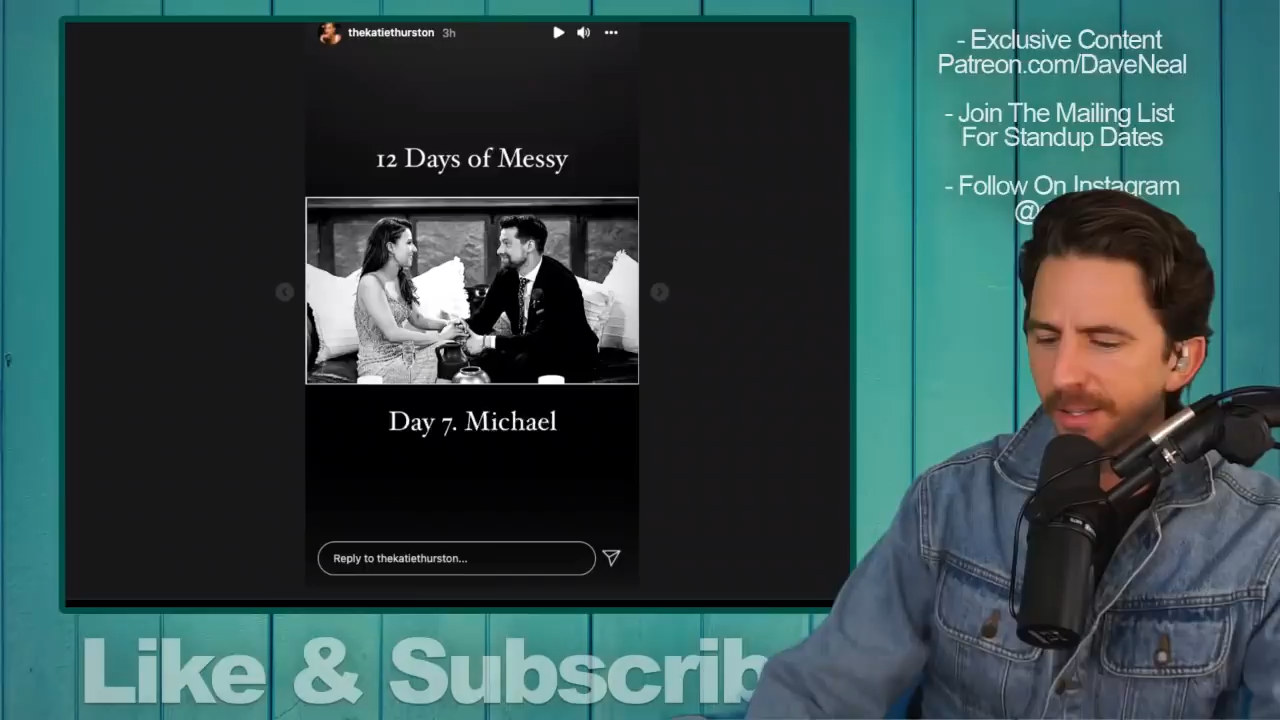 thekatiethurston 3h
12 Days of Messy
Day 7. Michael
Reply to thekatiethurston...
- Exclusive Content
Patreon.com/DaveNeal
- Join The Mailing List
For Standup Dates
- Follow On Instagram
Like & Subscrib